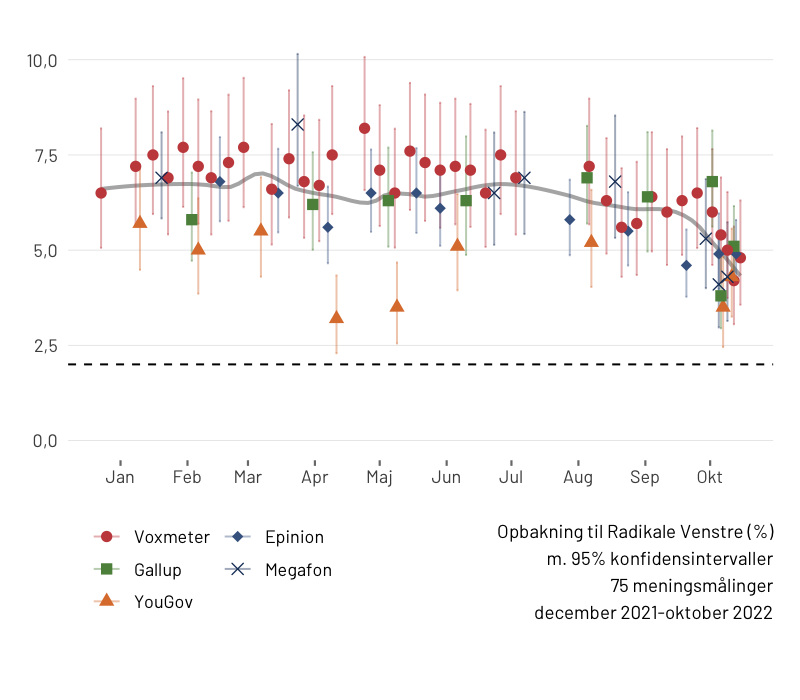 10,0
7,5
5,0
2,5
0,0
Jan Feb Mar Apr Maj Jun Jul Aug Sep Okt
Voxmeter Epinion
Gallup Megafon
YouGov
Opbakning til Radikale Venstre (%)
m. 95% konfidensintervaller
75 meningsmålinger
december 2021-oktober 2022